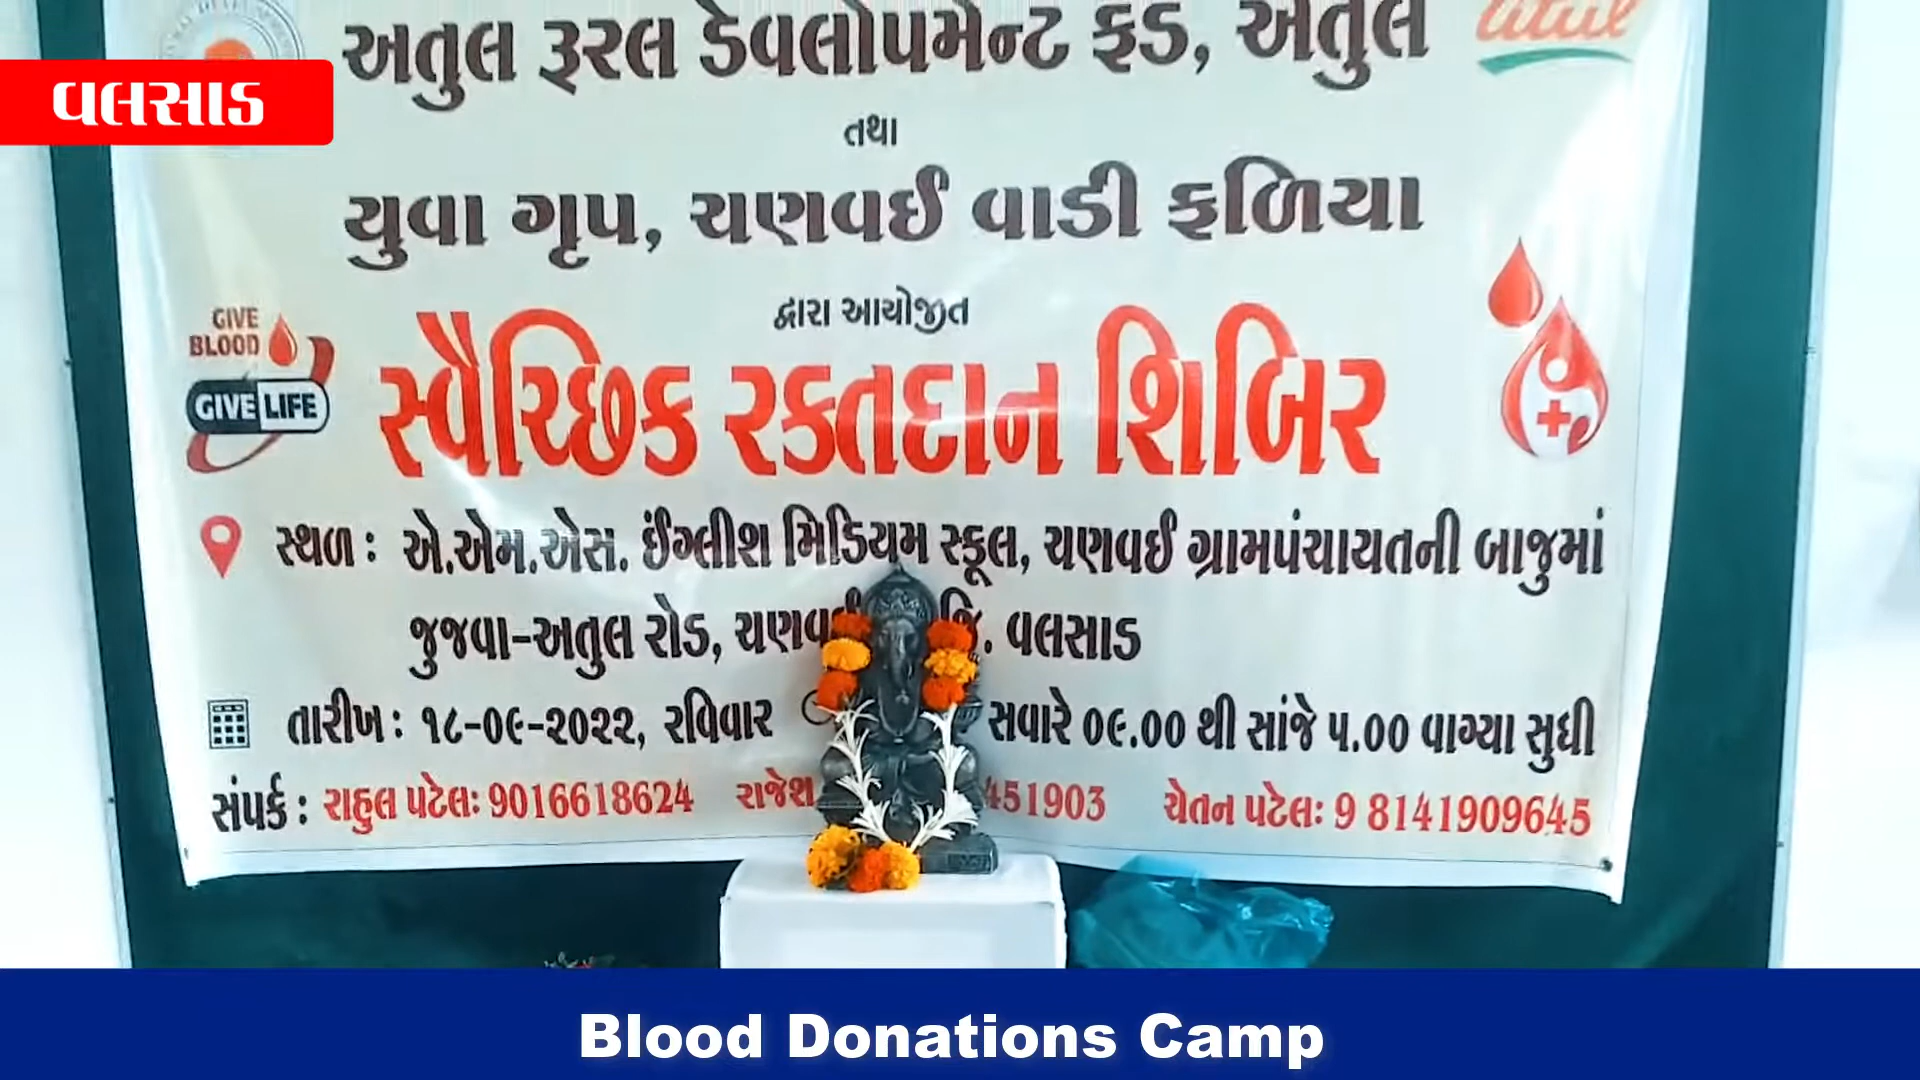 અતુલ રૂરલ ડેવલોપમેન્ટ ફંડ, અતુલ
atul
વલસાડ
તથા
યુવા ગૃપ, ચણવઈ વાડી ફળિયા
દ્વારા આયોજીત
GIVE
BLOOD
GIVE LIFE
સ્વૈચ્છિક રક્તદાન શિબિર
સ્થળ : એ.એમ.એસ. ઈંગ્લીશ મિડિયમ સ્કૂલ, ચણવઈ ગ્રામપંચાયતની બાજુમાં
જુજવા-અતુલ રોડ, જિ. વલસાડ
તારીખ : ૧૮-૦૯-૨૦૨૨, રવિવાર સવારે ૦૯.૦૦ થી સાંજે ૫.૦૦ વાગ્યા સુધી
સંપર્ક : રાહુલ પટેલઃ 9016618624 રાજેશ 451903 ચેતન પટેલઃ 9 8141909645
Blood Donations Camp